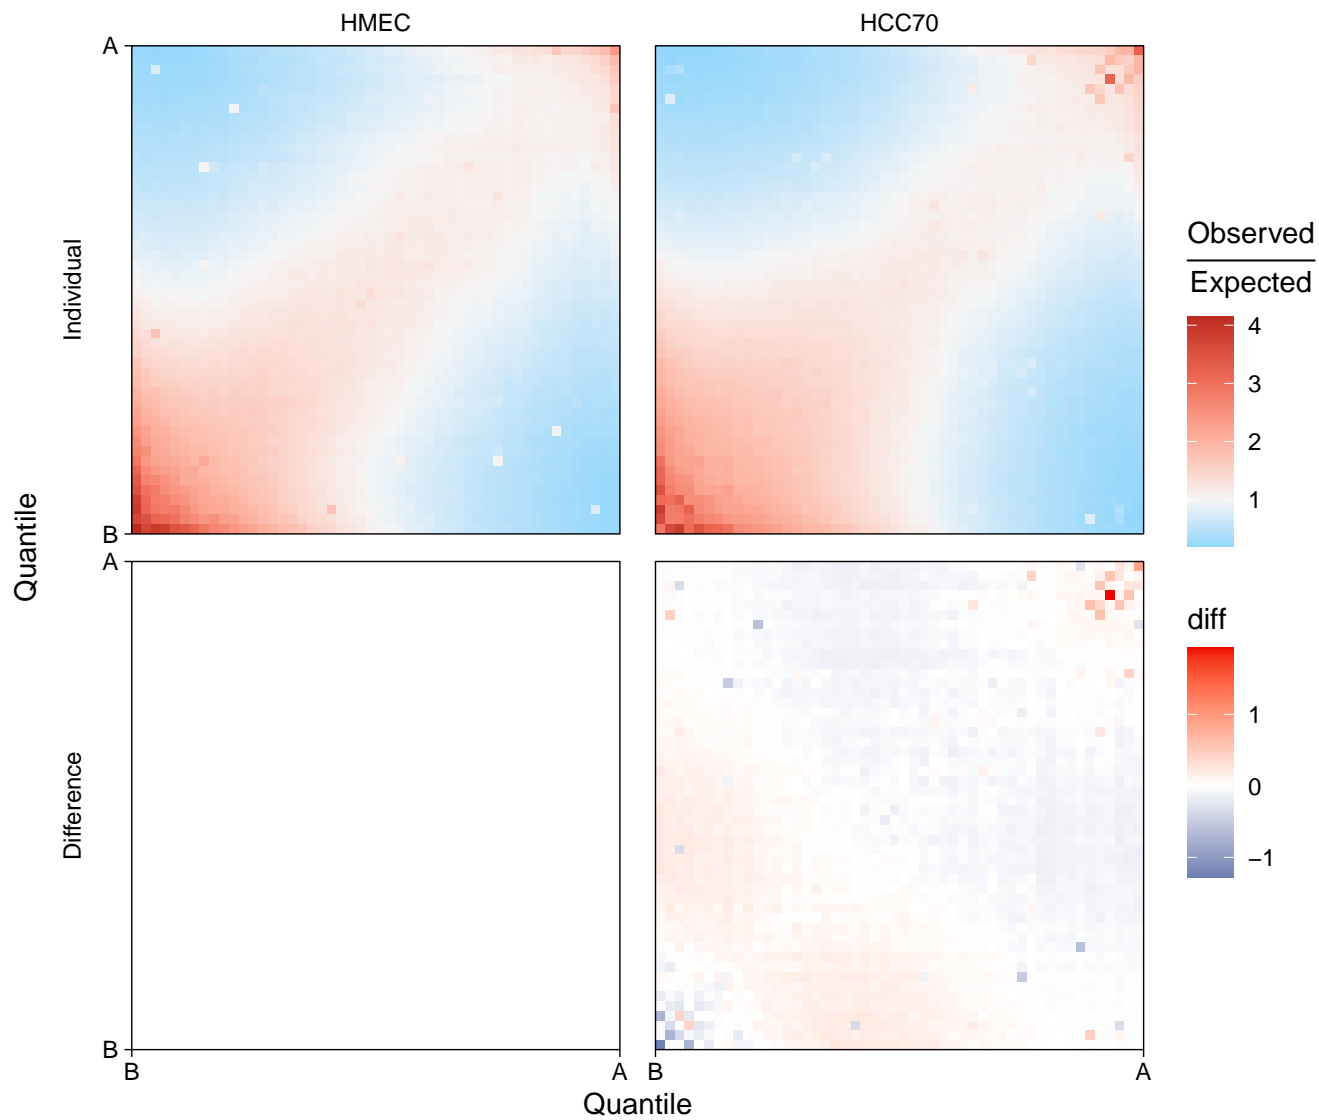 HMEC
HCC70
A
Individual
B
Quantile
A
Difference
B
B
A
B
A
Quantile
Observed
Expected
4
3
2
1
diff
1
0
−1